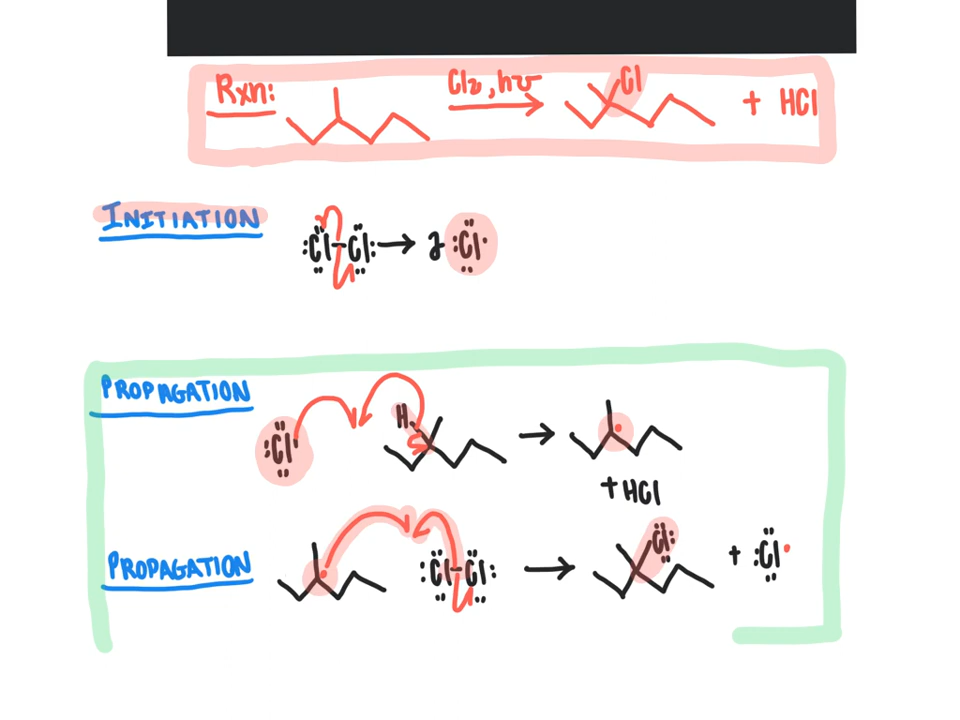 Rxn: Cl₂, hν Cl + HCl
INITIATION
:Cl-Cl: → 2 :Cl·
PROPAGATION
:Cl· H →
+ HCl
PROPAGATION
· :Cl-Cl: → Cl: + :Cl·